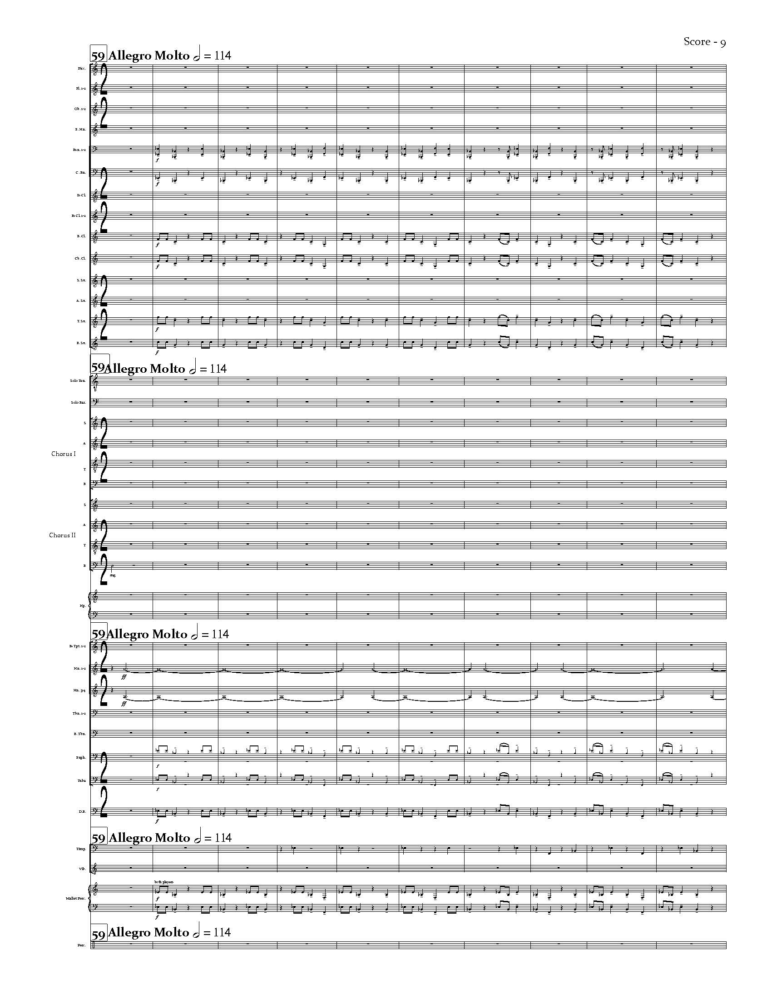 Score - 9
59 Allegro Molto = 114
Picc.
Fl. 1-2
Ob. 1-2
E. Hn.
Bsn. 1-2
f
C. Bn.
f
E♭ Cl.
B♭ Cl. 1-2
B. Cl.
f
Cb. Cl.
f
S. Sx.
A. Sx.
T. Sx.
f
B. Sx.
f
59 Allegro Molto = 114
Solo Ten.
Solo Bar.
S
A
Chorus I
T
B
S
A
Chorus II
T
B
Hp.
59 Allegro Molto = 114
B♭ Tpt. 1-2
Hn. 1-2
ff
Hn. 3-4
ff
Tbn. 1-2
B. Tbn.
Euph.
f
Tuba
f
D.B.
f
59 Allegro Molto = 114
Timp.
Vib.
both players
f
Mallet Perc.
f
59 Allegro Molto = 114
Perc.